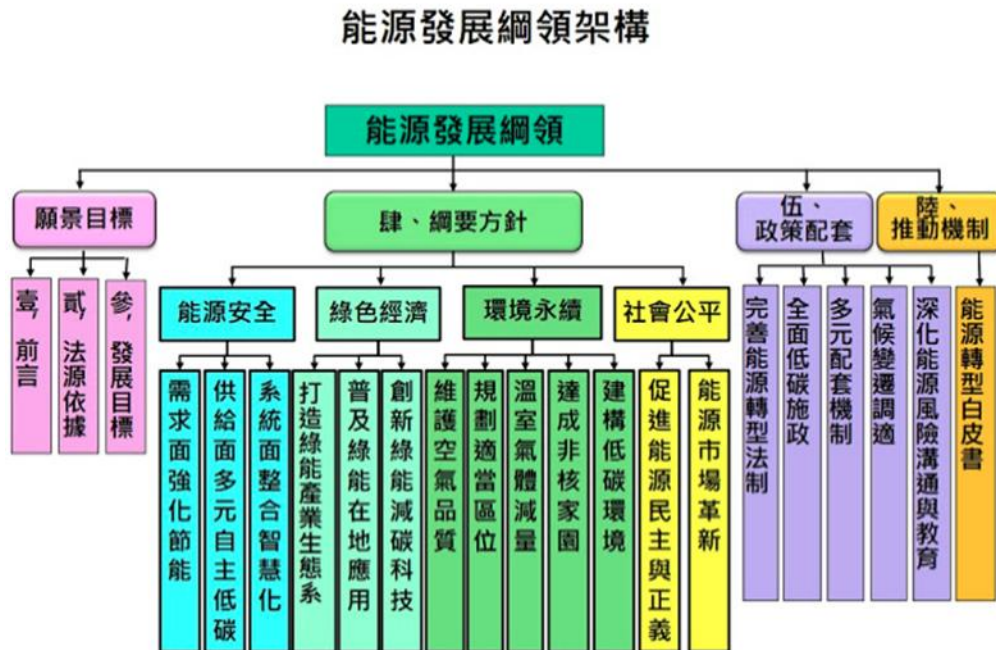 能源發展綱領架構
能源發展綱領
願景目標
壹, 前言
貳, 法源依據
參, 發展目標
肆、綱要方針
能源安全
需求面強化節能
供給面多元自主低碳
系統面整合智慧化
綠色經濟
打造綠能產業生態系
普及綠能在地應用
創新綠能減碳科技
環境永續
維護空氣品質
規劃適當區位
溫室氣體減量
達成非核家園
建構低碳環境
社會公平
促進能源民主與正義
能源市場革新
伍、
政策配套
完善能源轉型法制
全面低碳施政
多元配套機制
氣候變遷調適
深化能源風險溝通與教育
陸、
推動機制
能源轉型白皮書